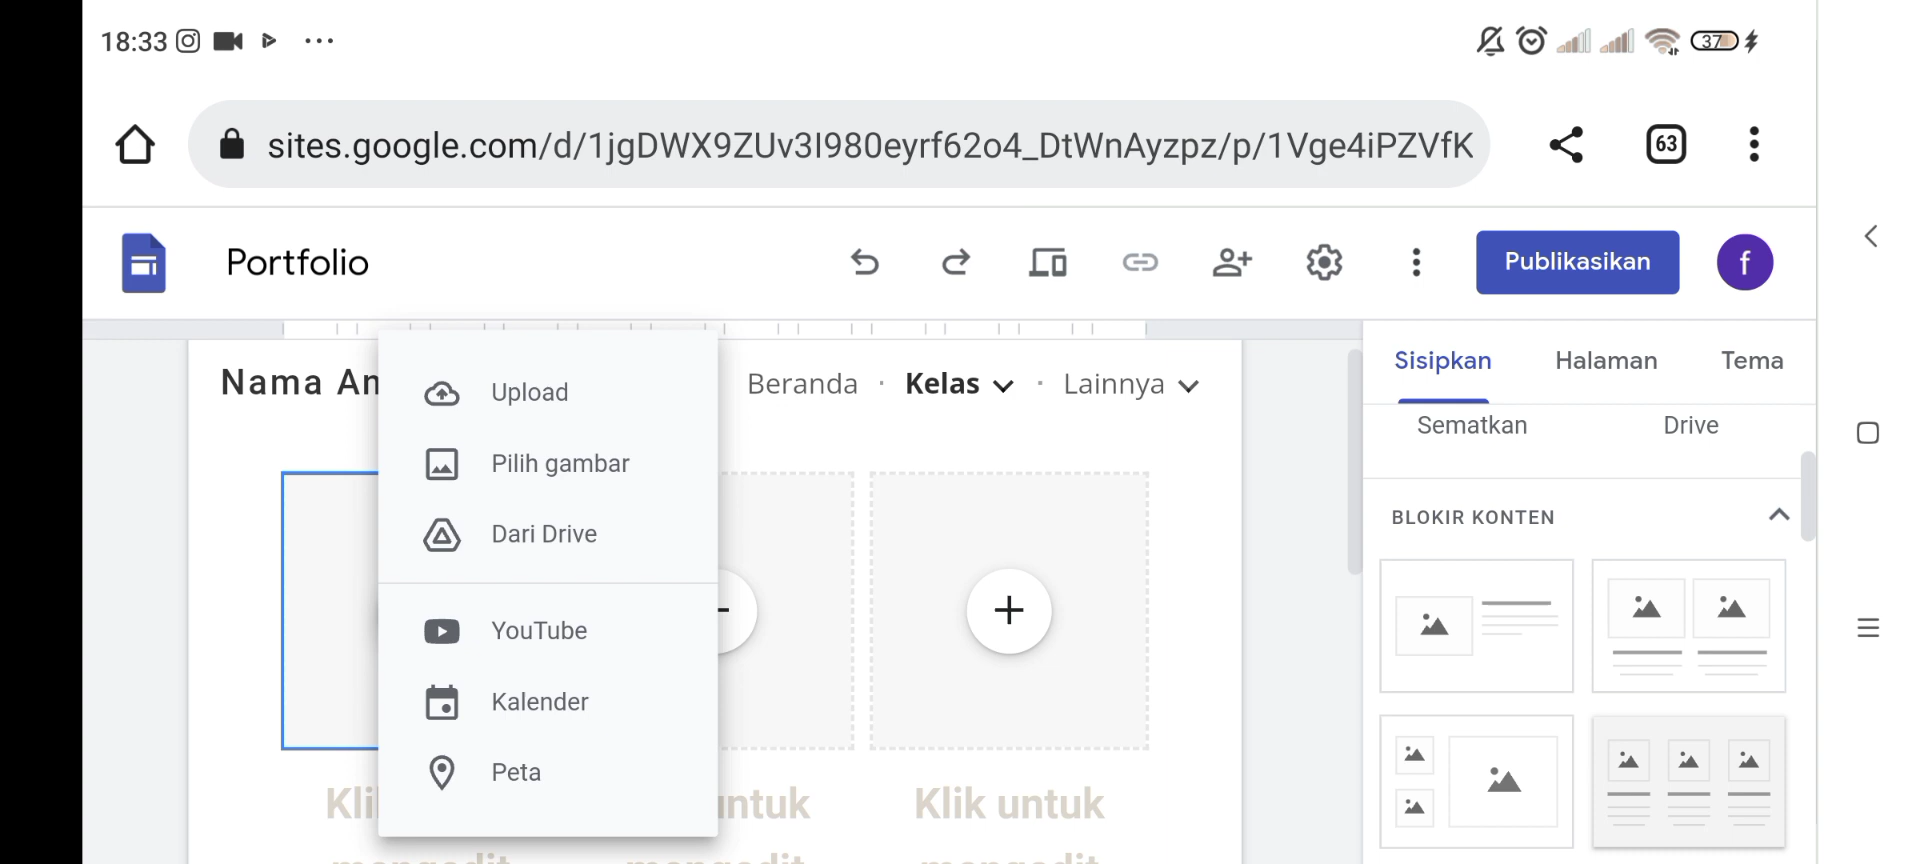 18:33
37
sites.google.com/d/1jgDWX9ZUv3I980eyrf62o4_DtWnAyzpz/p/1Vge4iPZVfK
63
Portfolio
Publikasikan
f
Sisipkan
Halaman
Tema
Nama An
Beranda
Kelas
Lainnya
Sematkan
Drive
BLOKIR KONTEN
Upload
Pilih gambar
Dari Drive
YouTube
Kalender
Peta
Klik untuk